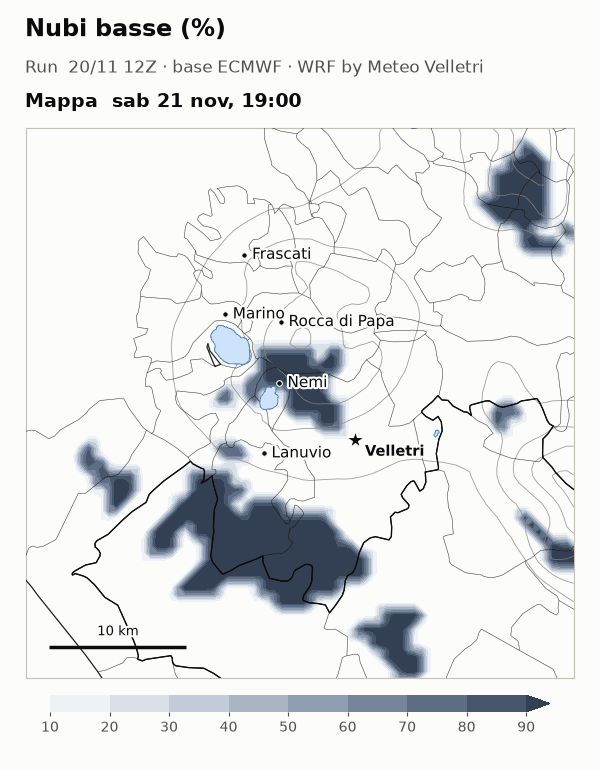 Nubi basse (%)
Run 20/11 12Z · base ECMWF · WRF by Meteo Velletri
Mappa sab 21 nov, 19:00
Frascati
Marino
Rocca di Papa
Nemi
Velletri
Lanuvio
10 km
10 20 30 40 50 60 70 80 90